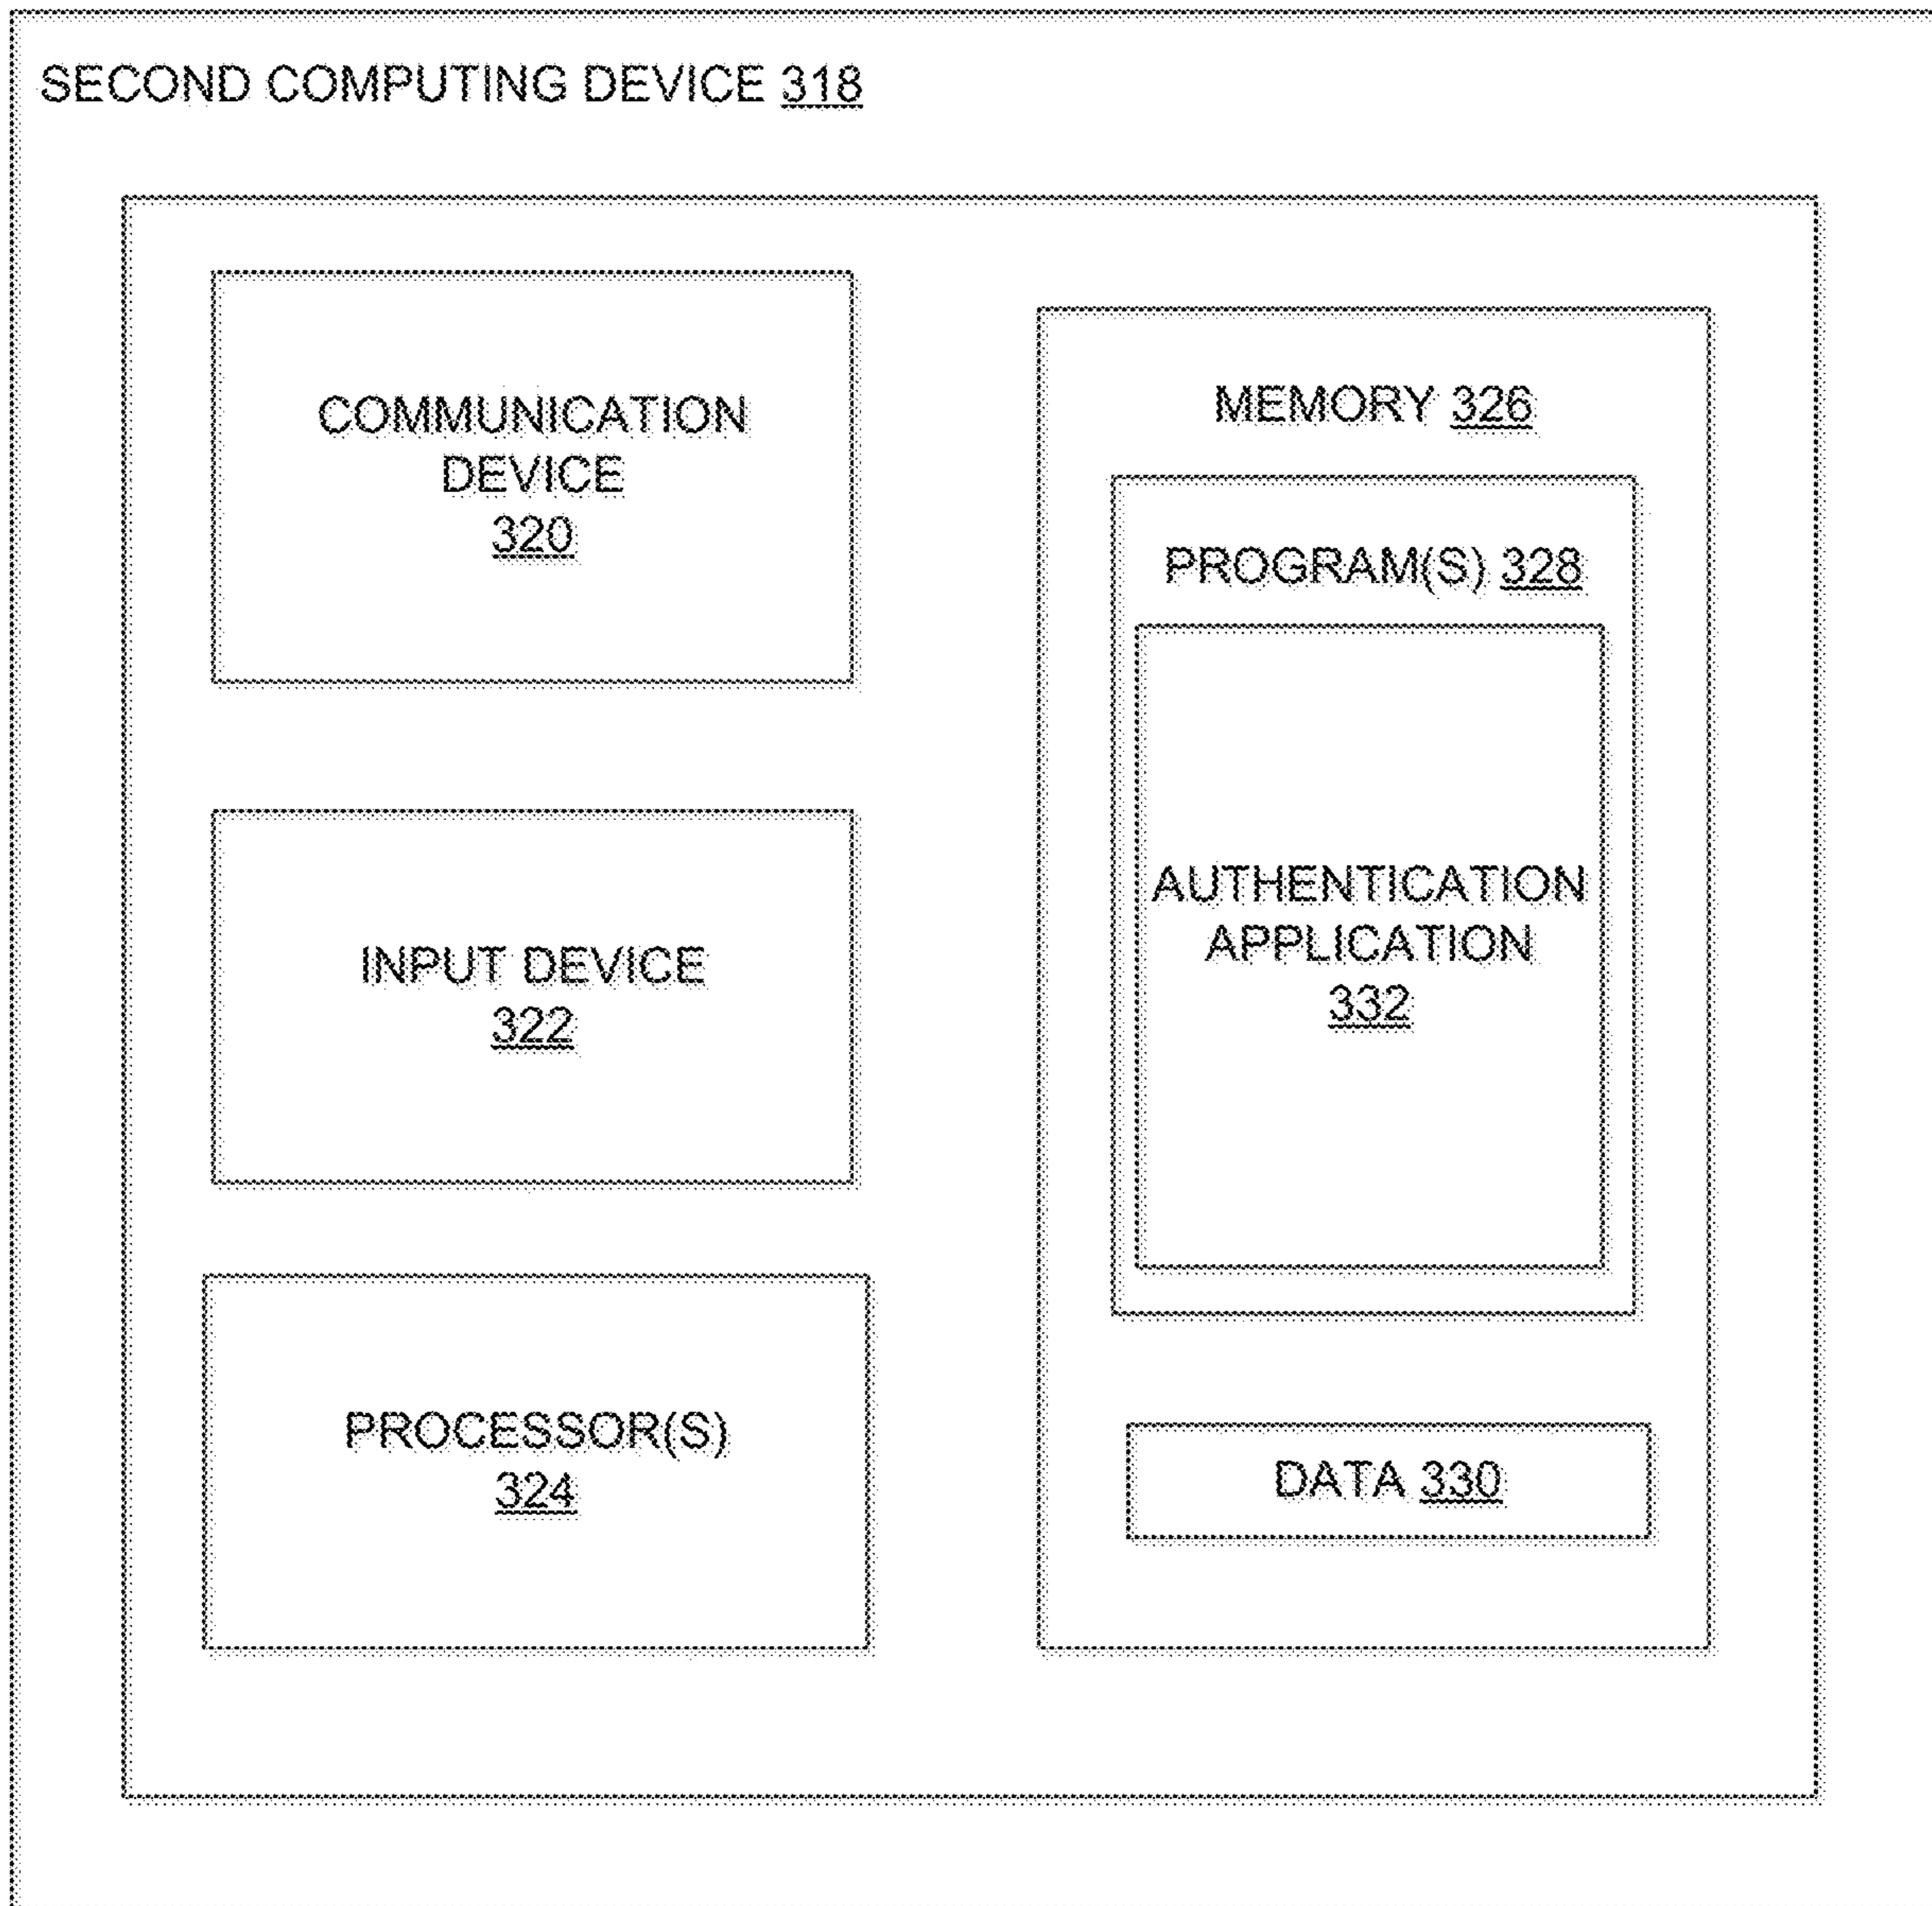 SECOND COMPUTING DEVICE 318
COMMUNICATION
DEVICE
320
INPUT DEVICE
322
PROCESSOR(S)
324
MEMORY 326
PROGRAM(S) 328
AUTHENTICATION
APPLICATION
332
DATA 330